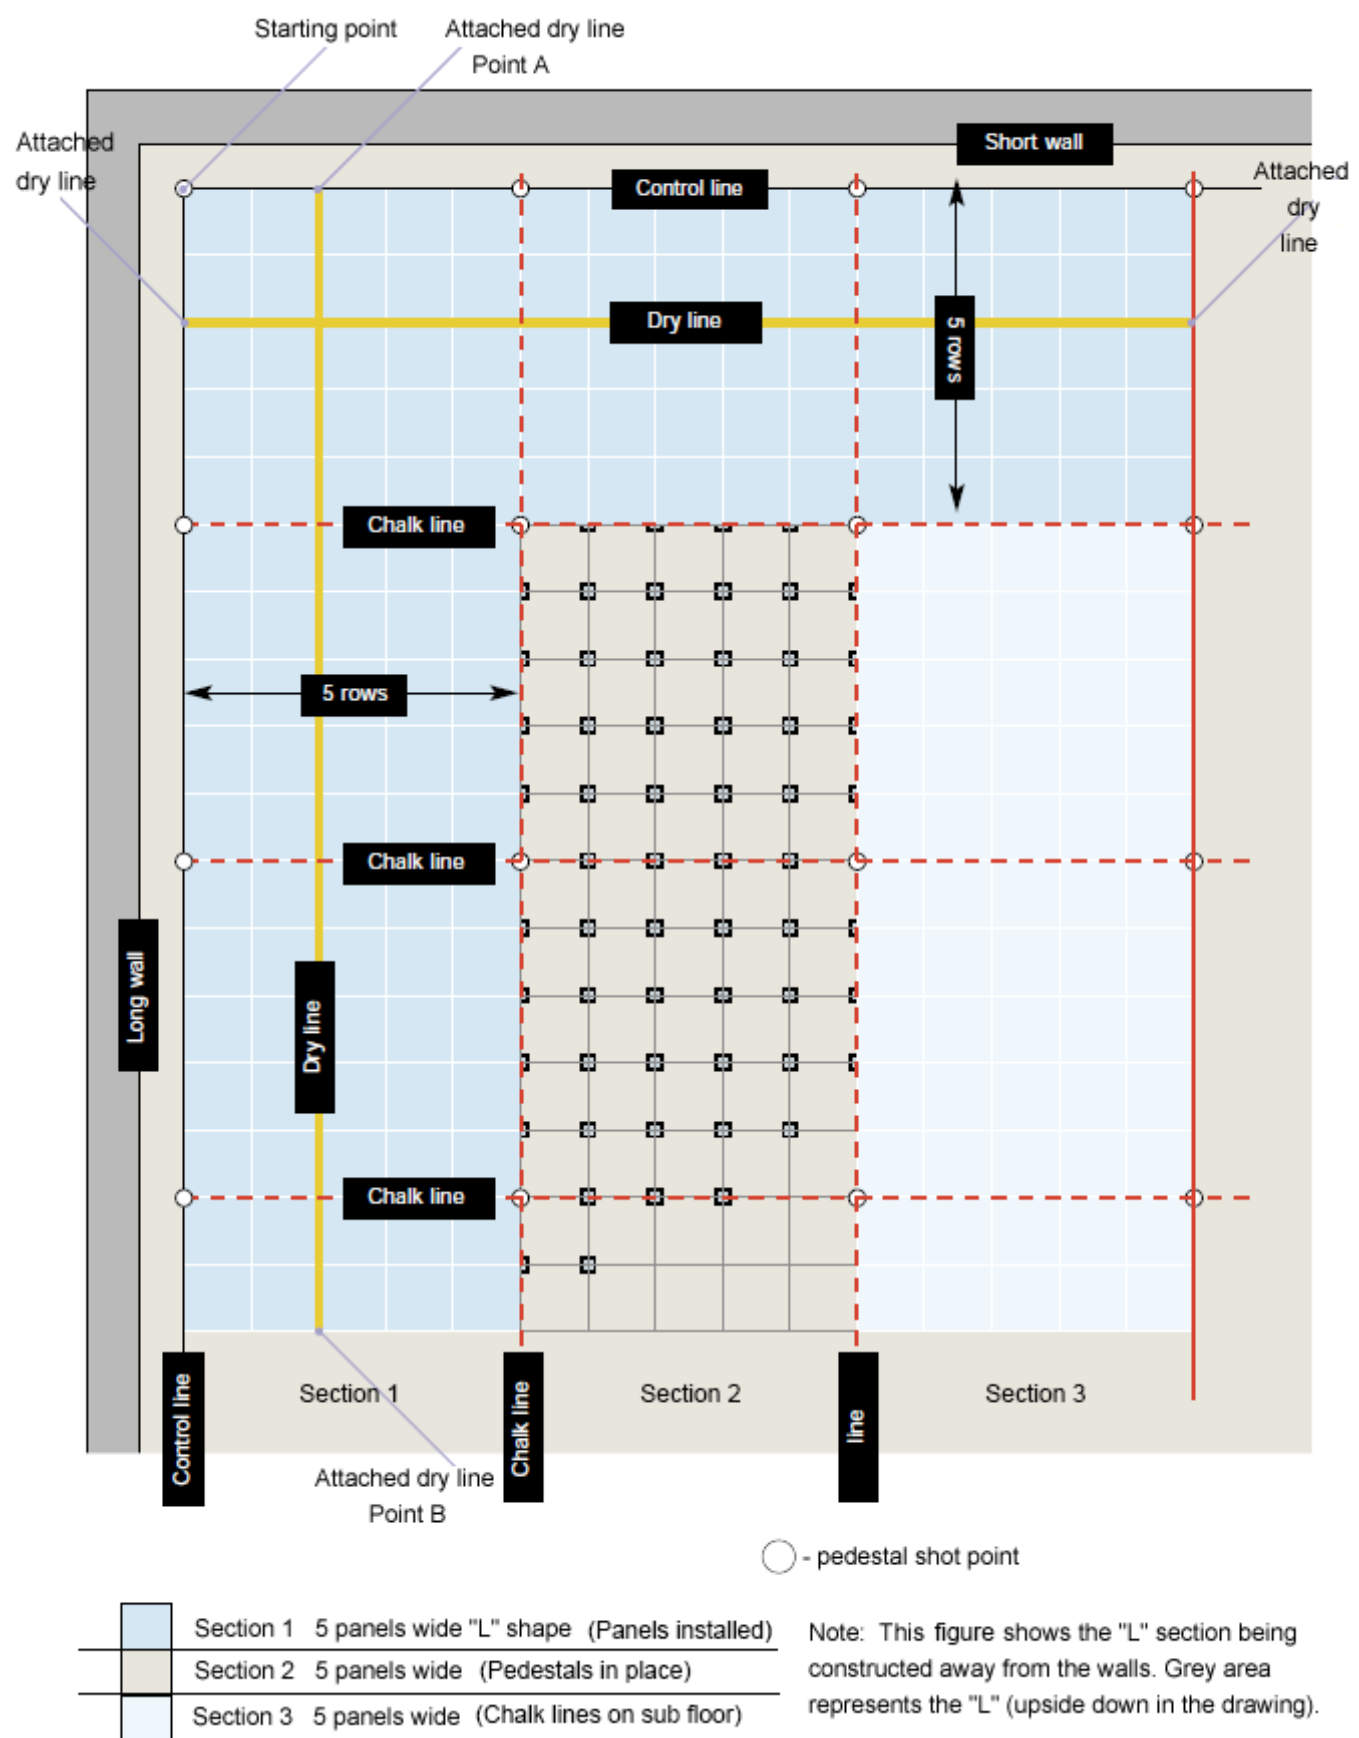 Starting point
Attached dry line
Point A
Attached
dry line
Short wall
Attached
dry
line
Control line
Dry line
5 rows
Chalk line
5 rows
Chalk line
Long wall
Dry line
Chalk line
Control line
Section 1
Chalk line
Section 2
line
Section 3
Attached dry line
Point B
- pedestal shot point
Section 1 5 panels wide "L" shape (Panels installed)
Section 2 5 panels wide (Pedestals in place)
Section 3 5 panels wide (Chalk lines on sub floor)
Note: This figure shows the "L" section being
constructed away from the walls. Grey area
represents the "L" (upside down in the drawing).